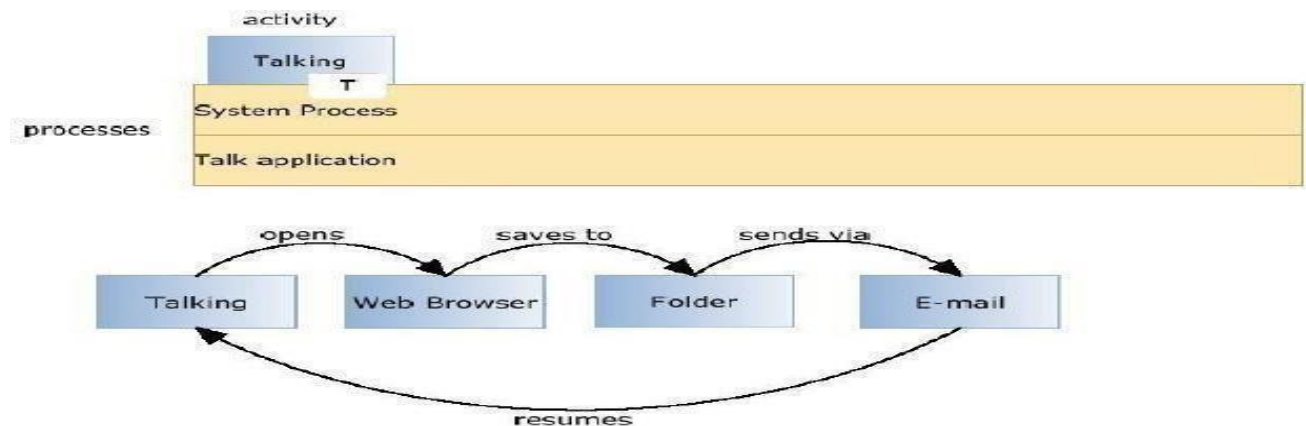 activity
Talking
T
System Process
processes
Talk application
opens
saves to
sends via
Talking
Web Browser
Folder
E-mail
resumes